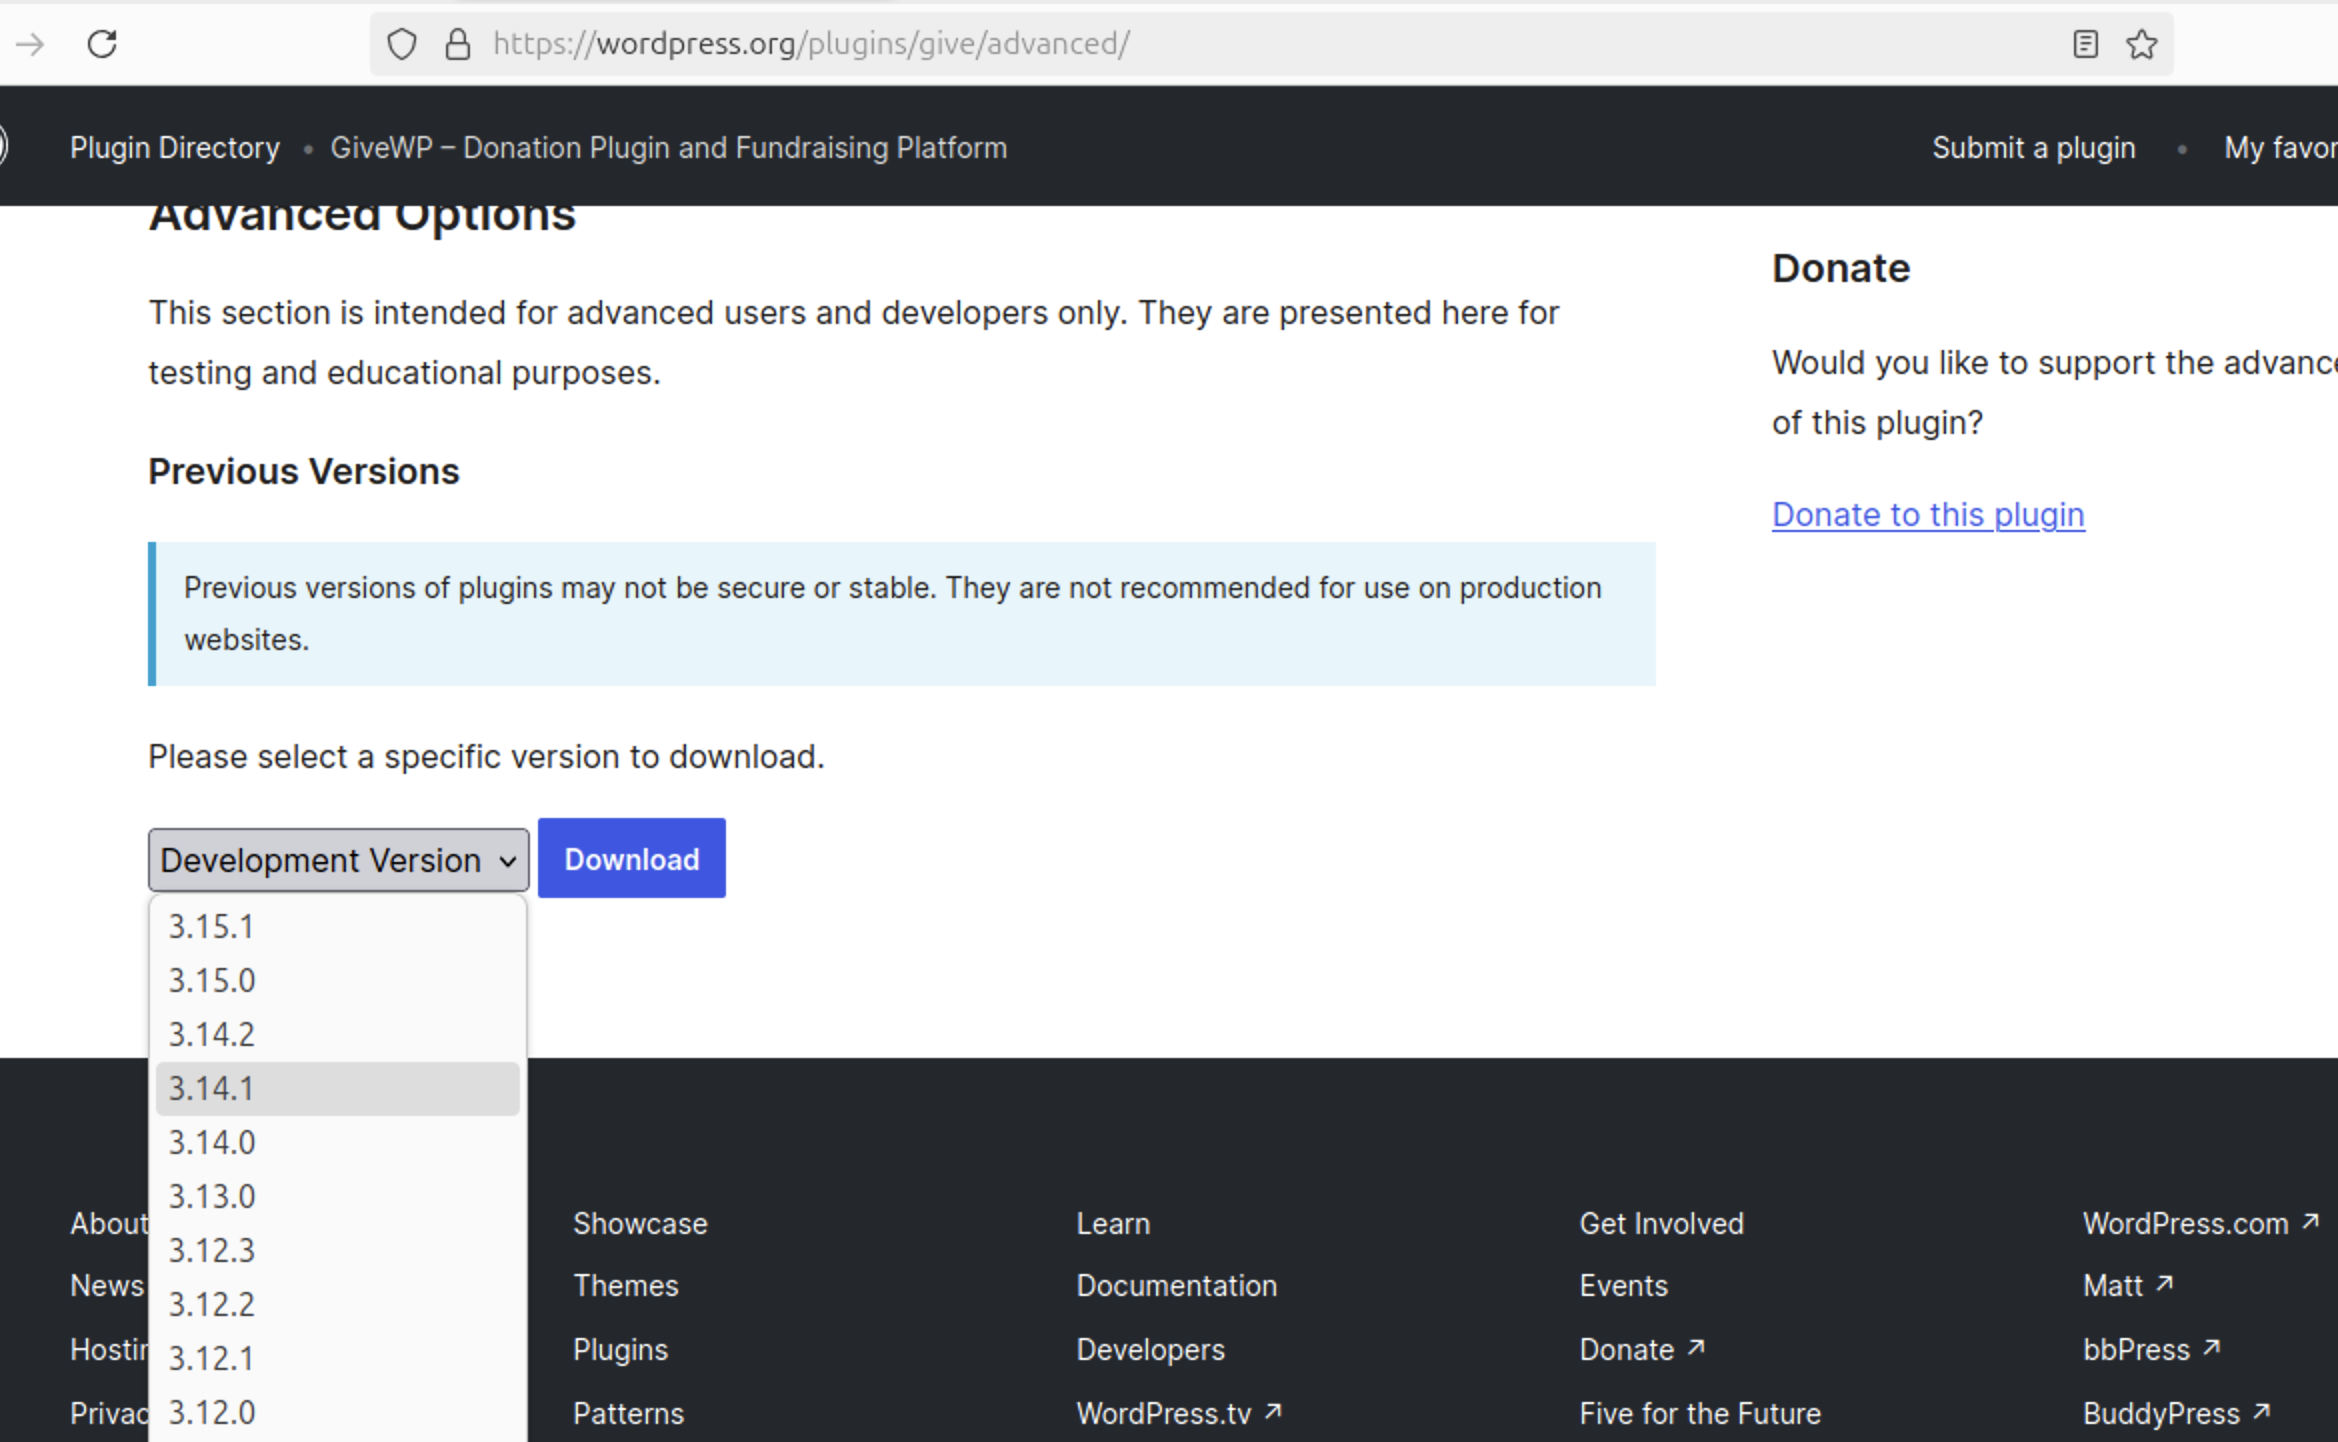 https://wordpress.org/plugins/give/advanced/
Plugin Directory • GiveWP – Donation Plugin and Fundraising Platform
Submit a plugin • My favor
Advanced Options
This section is intended for advanced users and developers only. They are presented here for
testing and educational purposes.
Previous Versions
Previous versions of plugins may not be secure or stable. They are not recommended for use on production
websites.
Please select a specific version to download.
Development Version
Download
3.15.1
3.15.0
3.14.2
3.14.1
3.14.0
3.13.0
3.12.3
3.12.2
3.12.1
3.12.0
Donate
Would you like to support the advance
of this plugin?
Donate to this plugin
About
News
Hostin
Privac
Showcase
Themes
Plugins
Patterns
Learn
Documentation
Developers
WordPress.tv ↗
Get Involved
Events
Donate ↗
Five for the Future
WordPress.com ↗
Matt ↗
bbPress ↗
BuddyPress ↗